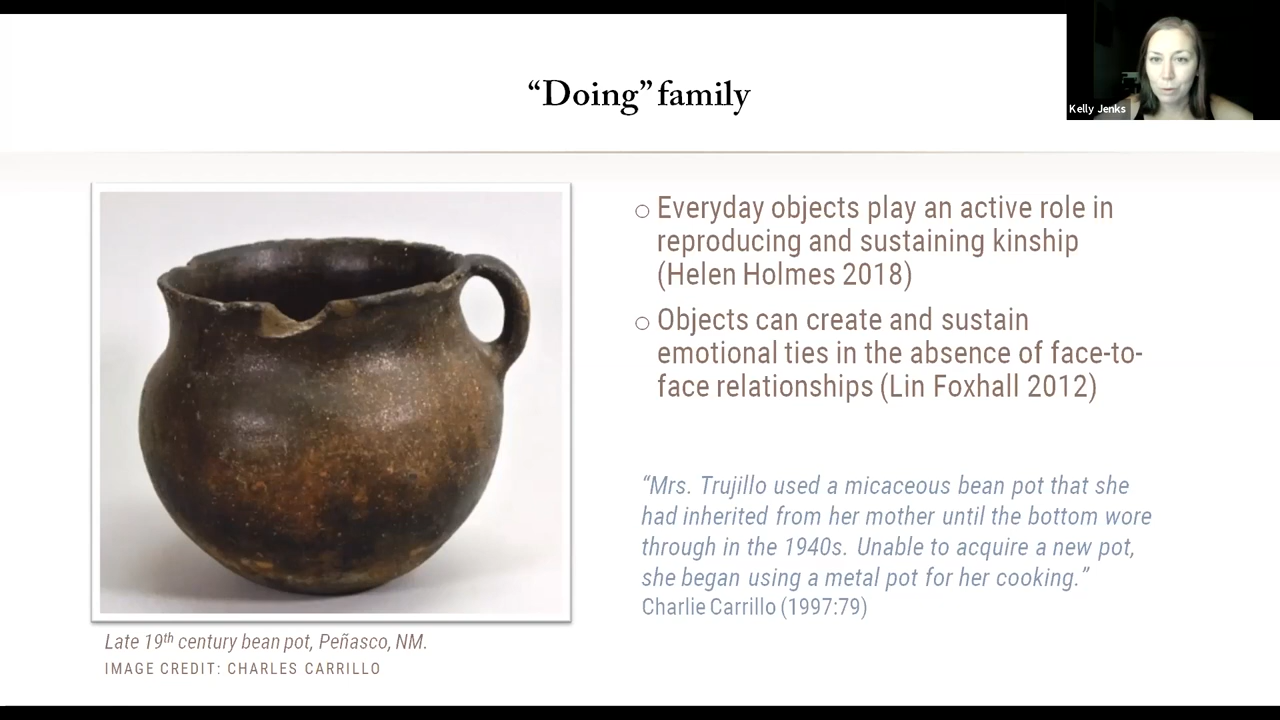 “Doing” family
Kelly Jenks
Everyday objects play an active role in
reproducing and sustaining kinship
(Helen Holmes 2018)
Objects can create and sustain
emotional ties in the absence of face-to-
face relationships (Lin Foxhall 2012)
“Mrs. Trujillo used a micaceous bean pot that she
had inherited from her mother until the bottom wore
through in the 1940s. Unable to acquire a new pot,
she began using a metal pot for her cooking.”
Charlie Carrillo (1997:79)
Late 19th century bean pot, Peñasco, NM.
IMAGE CREDIT: CHARLES CARRILLO